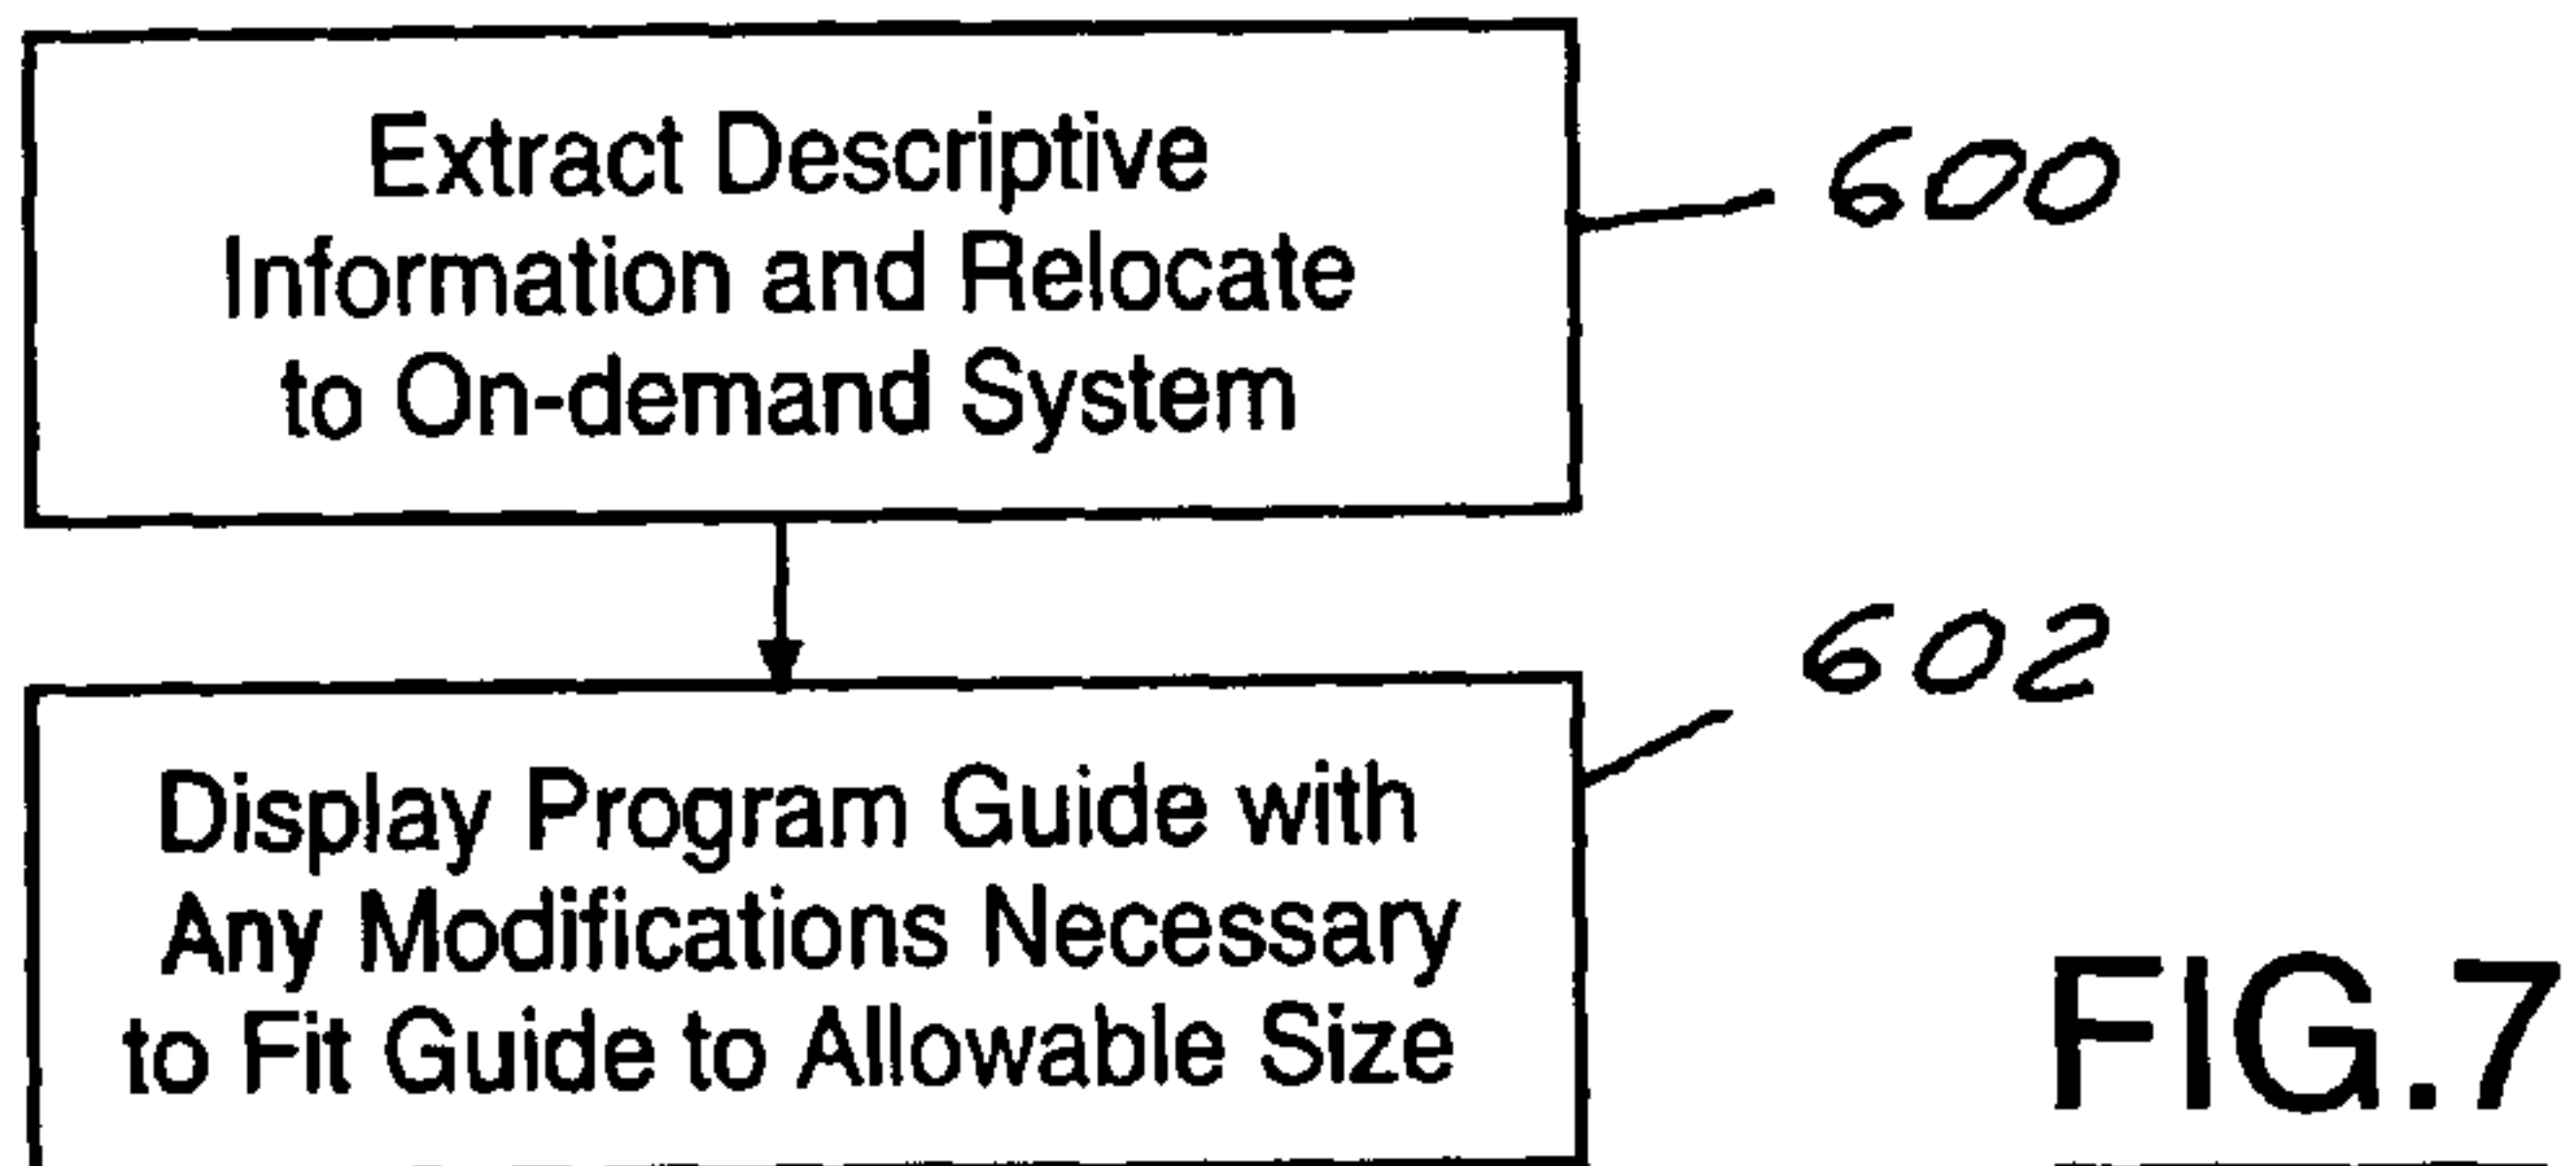 Extract Descriptive
Information and Relocate
to On-demand System
600
602
Display Program Guide with
Any Modifications Necessary
to Fit Guide to Allowable Size
FIG.7